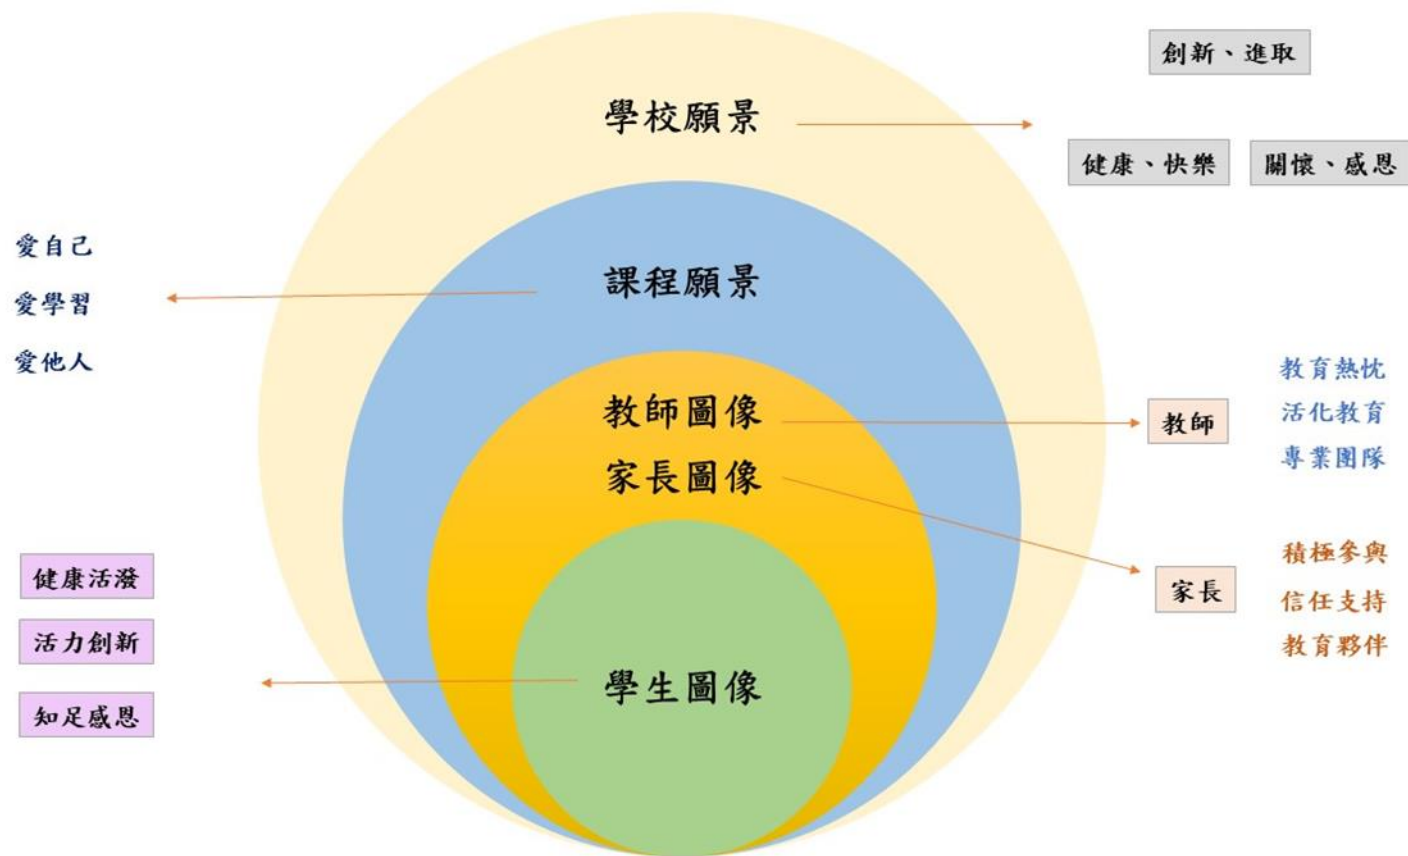 創新、進取
學校願景
健康、快樂
關懷、感恩
愛自己
愛學習
愛他人
課程願景
教師圖像
家長圖像
教師
教育熱忱
活化教育
專業團隊
家長
積極參與
信任支持
教育夥伴
健康活潑
活力創新
知足感恩
學生圖像